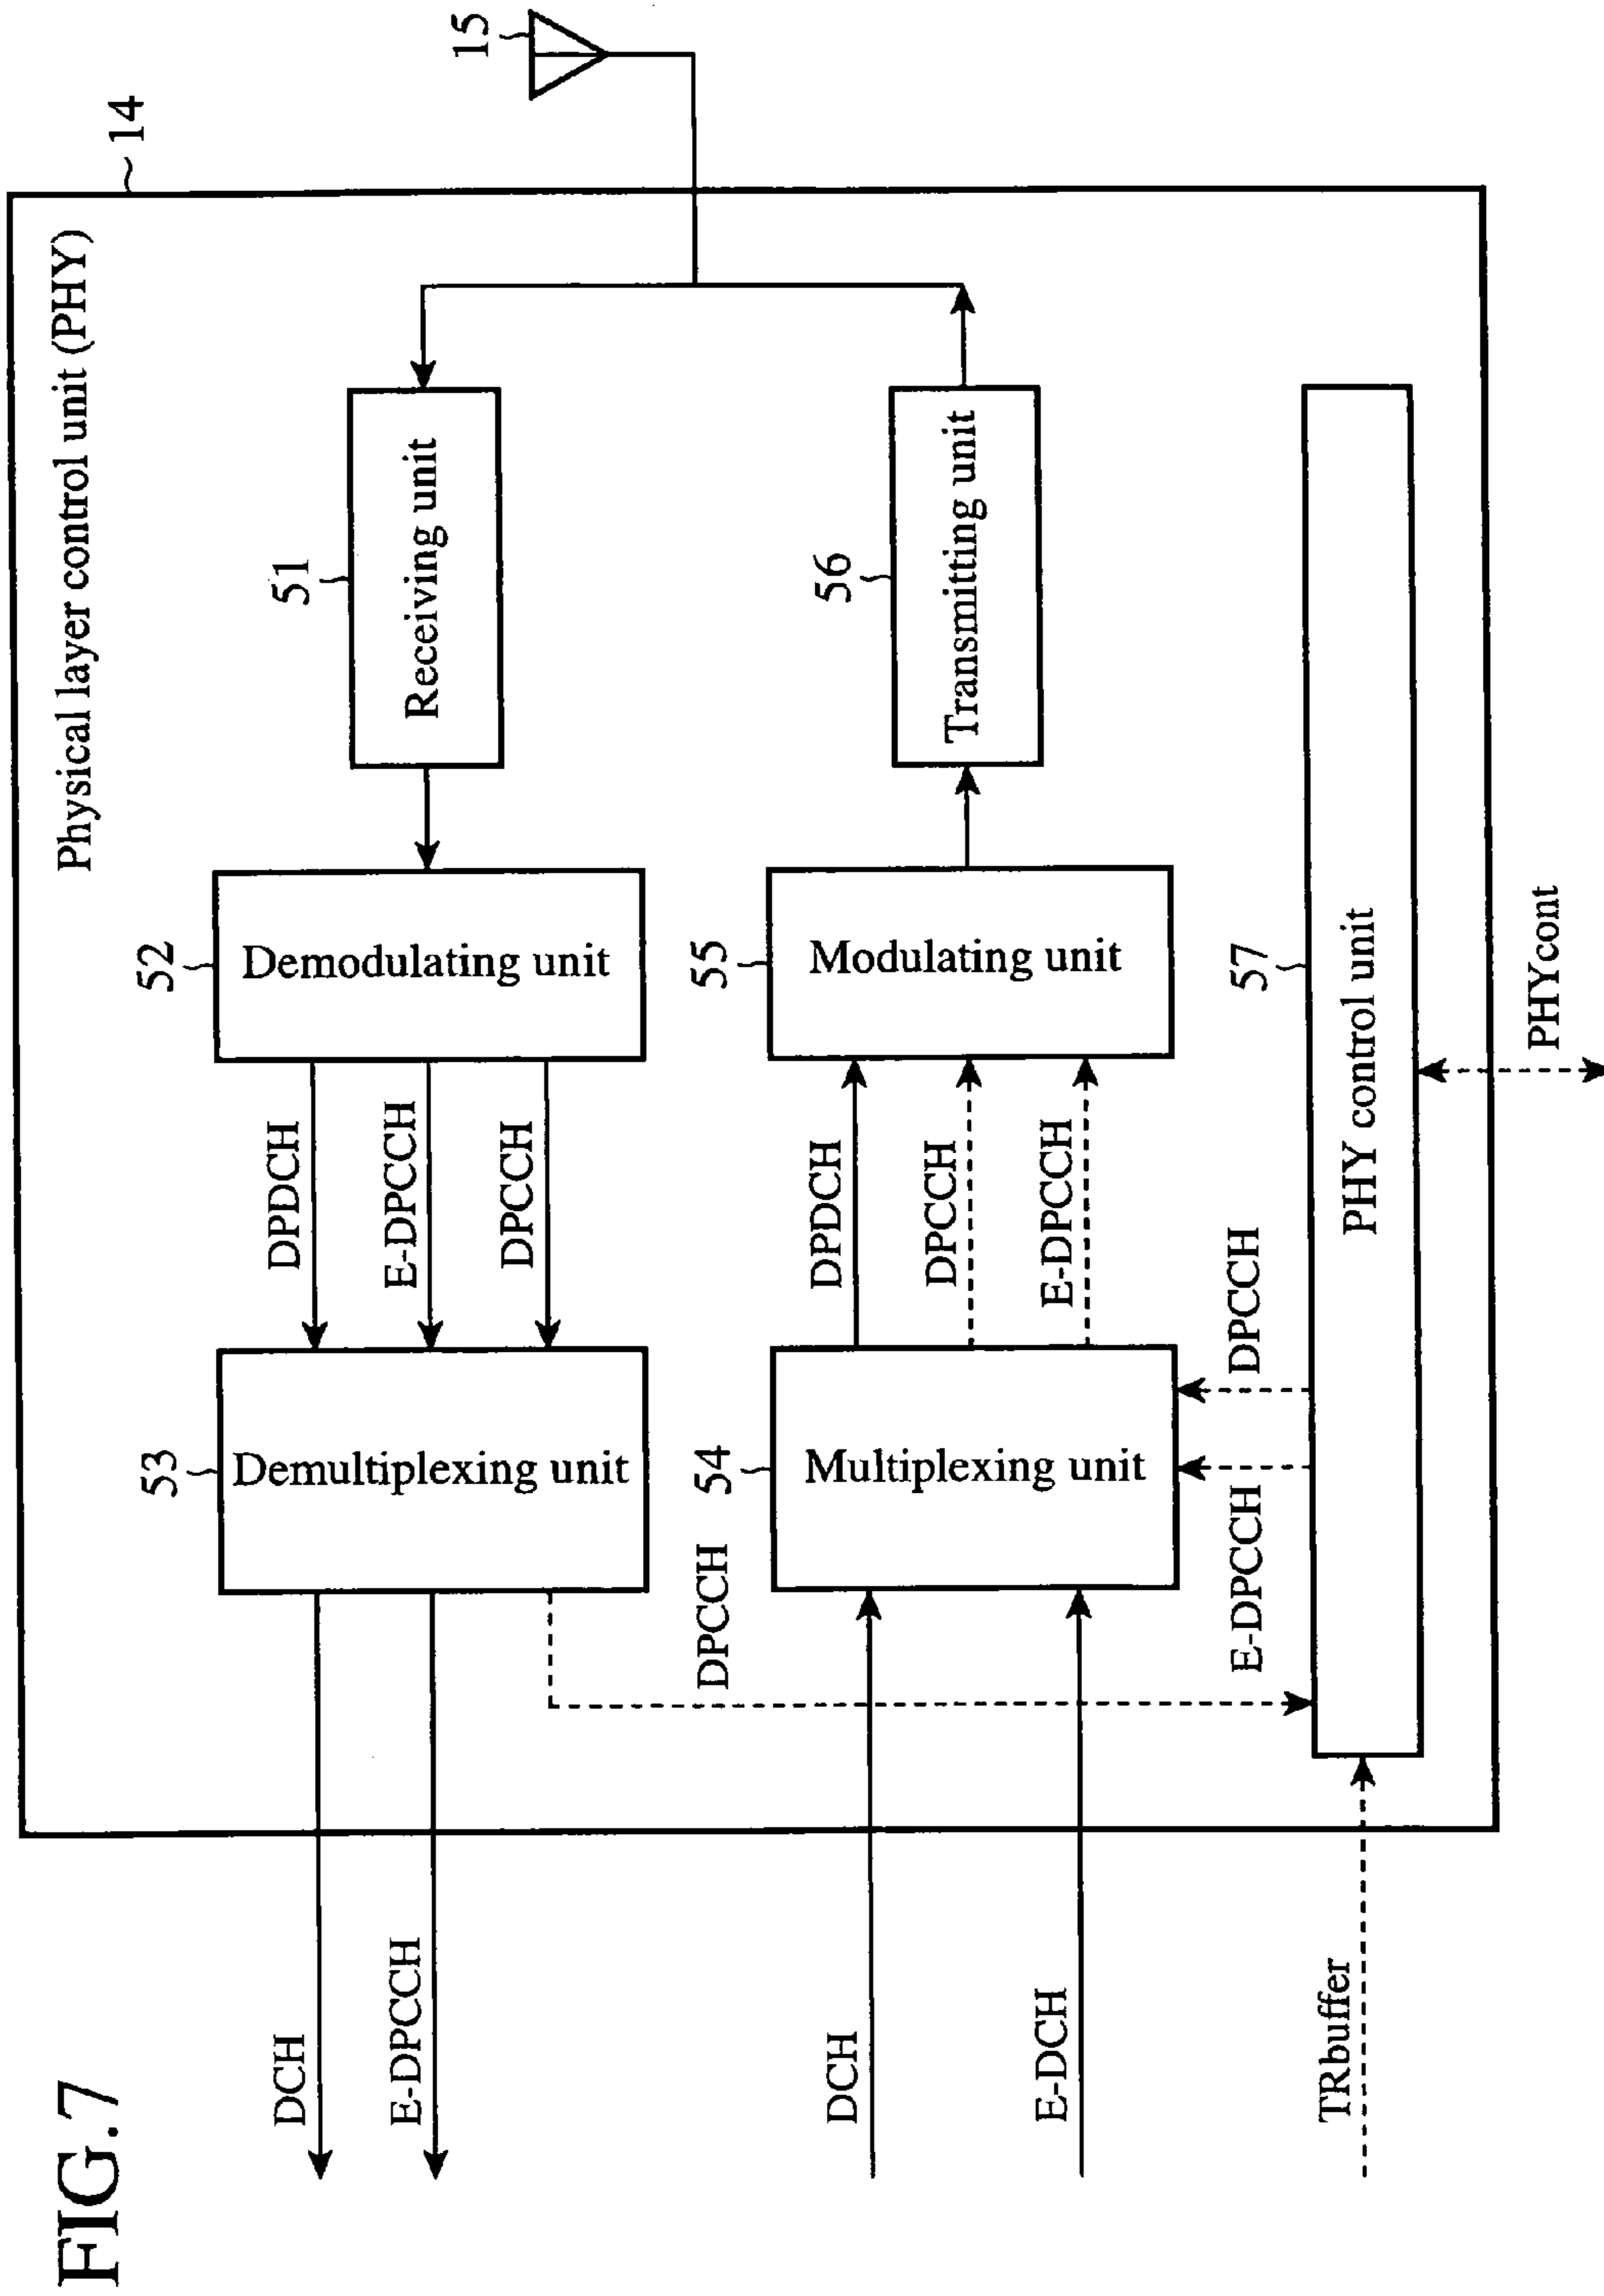 FIG.7
Physical layer control unit (PHY)
14
15
51
Receiving unit
52
Demodulating unit
DPDCH
E-DPCCH
DPCCH
53
Demultiplexing unit
DCH
E-DPCCH
DPCCH
56
Transmitting unit
55
Modulating unit
DPDCH
DPCCH
E-DPCCH
54
Multiplexing unit
DCH
E-DCH
DPCCH
E-DPCCH
57
PHY control unit
TRbuffer
PHYcont